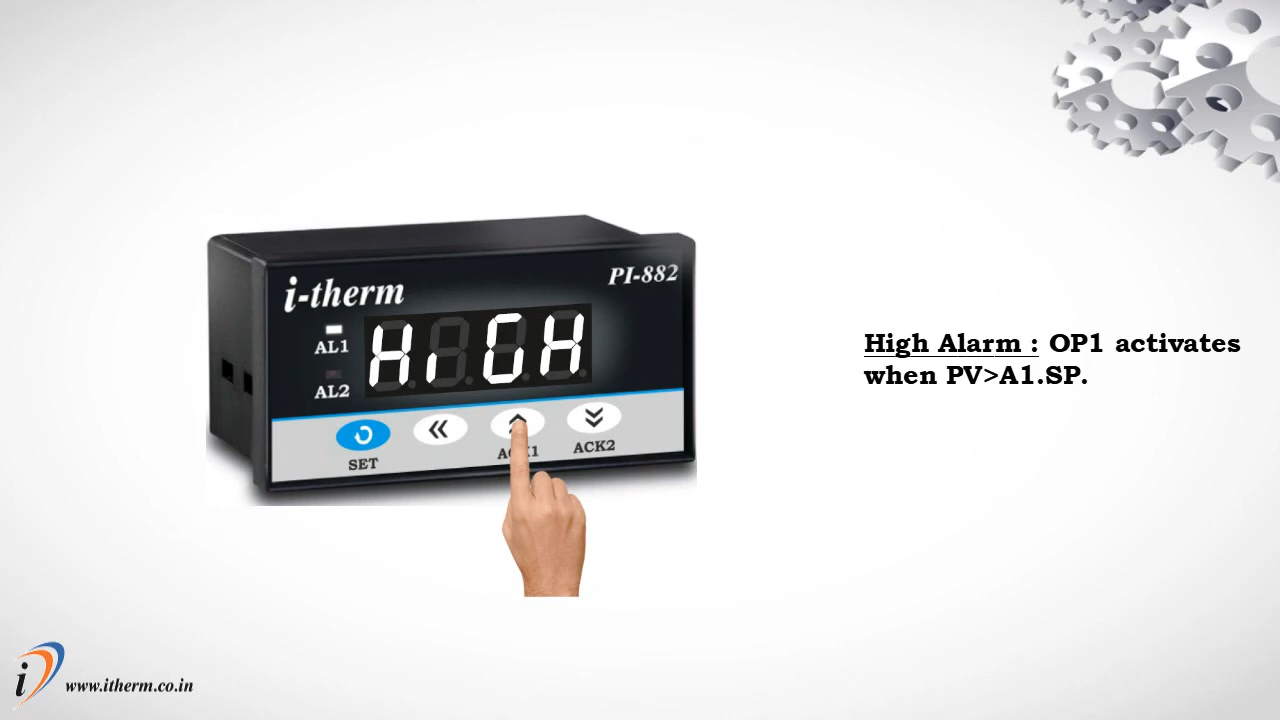 i-therm
PI-882
AL1
HiGH
AL2
SET
ACK2
High Alarm : OP1 activates
when PV>A1.SP.
i
www.itherm.co.in